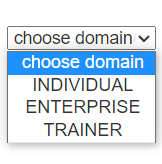 choose domain
choose domain
INDIVIDUAL
ENTERPRISE
TRAINER